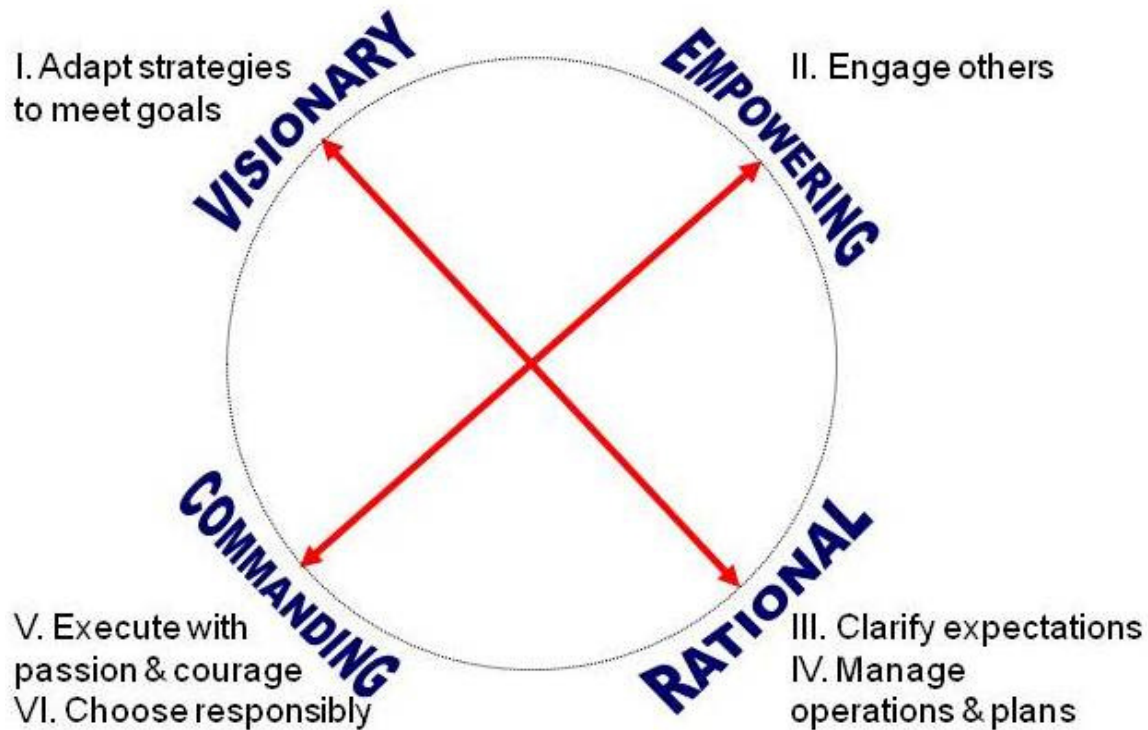 VISIONARY
I. Adapt strategies
to meet goals
EMPOWERING
II. Engage others
RATIONAL
III. Clarify expectations
IV. Manage
operations & plans
COMMANDING
V. Execute with
passion & courage
VI. Choose responsibly